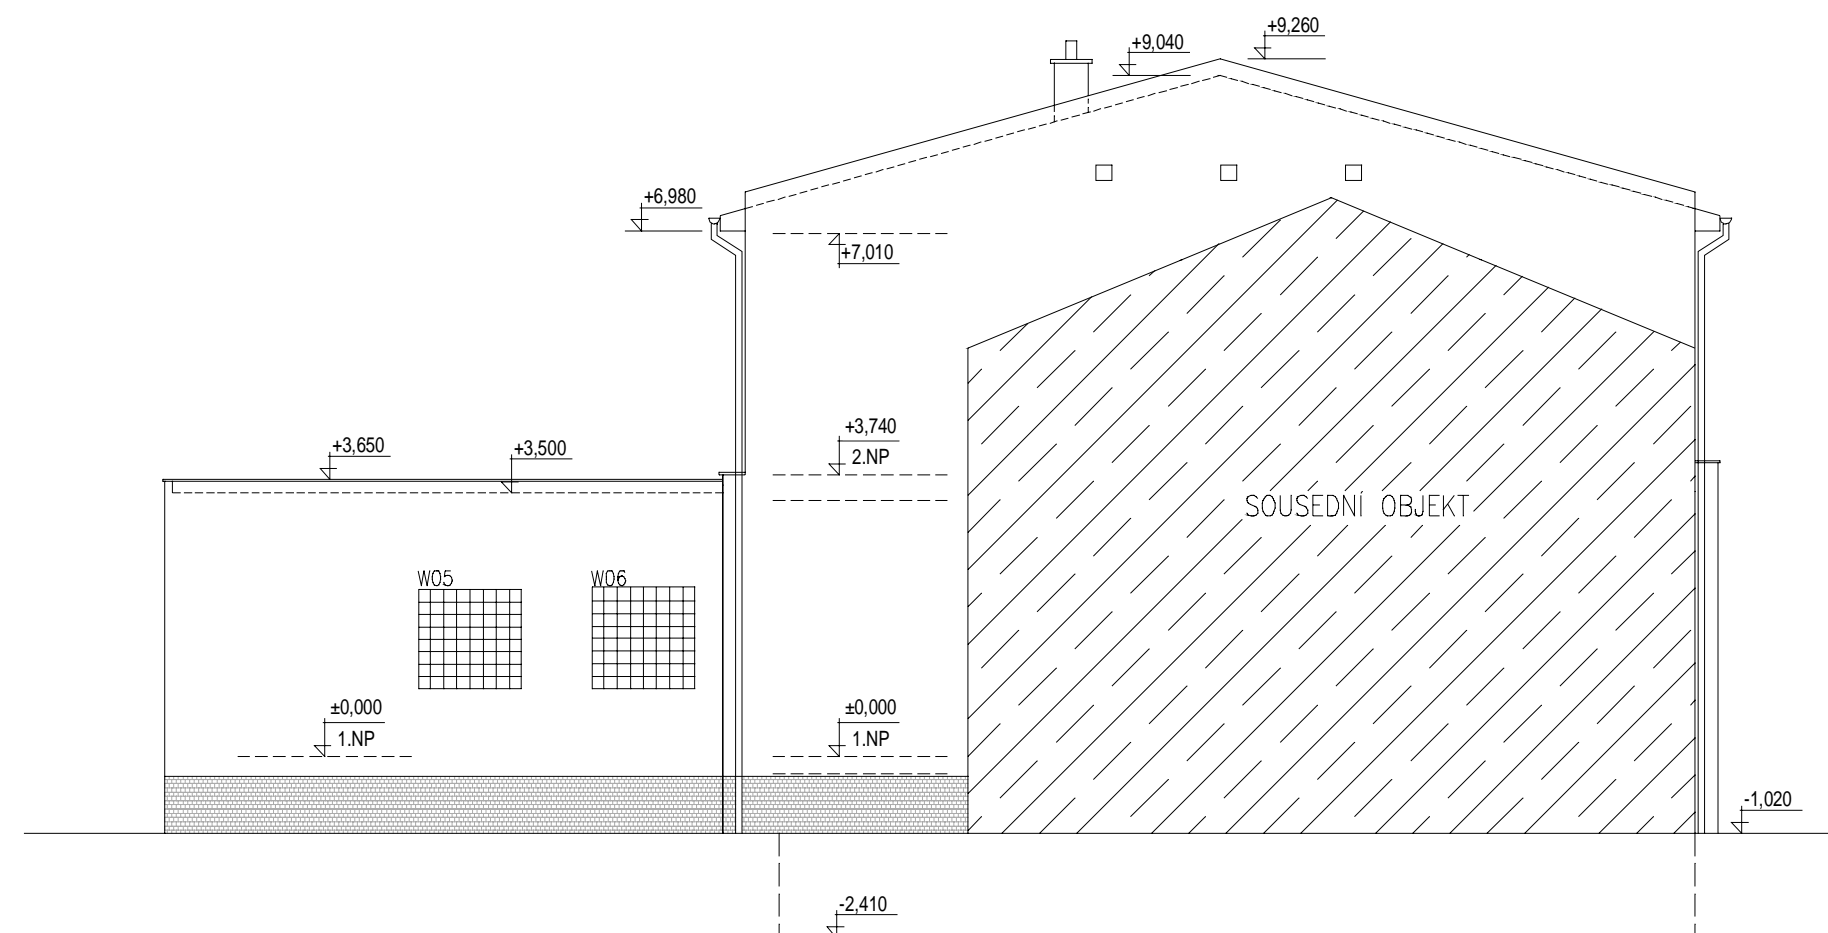 +9,260
+9,040
+6,980
+7,010
+3,740
2.NP
+3,650
+3,500
SOUSEDNÍ OBJEKT
W05
W06
±0,000
1.NP
±0,000
1.NP
-1,020
-2,410